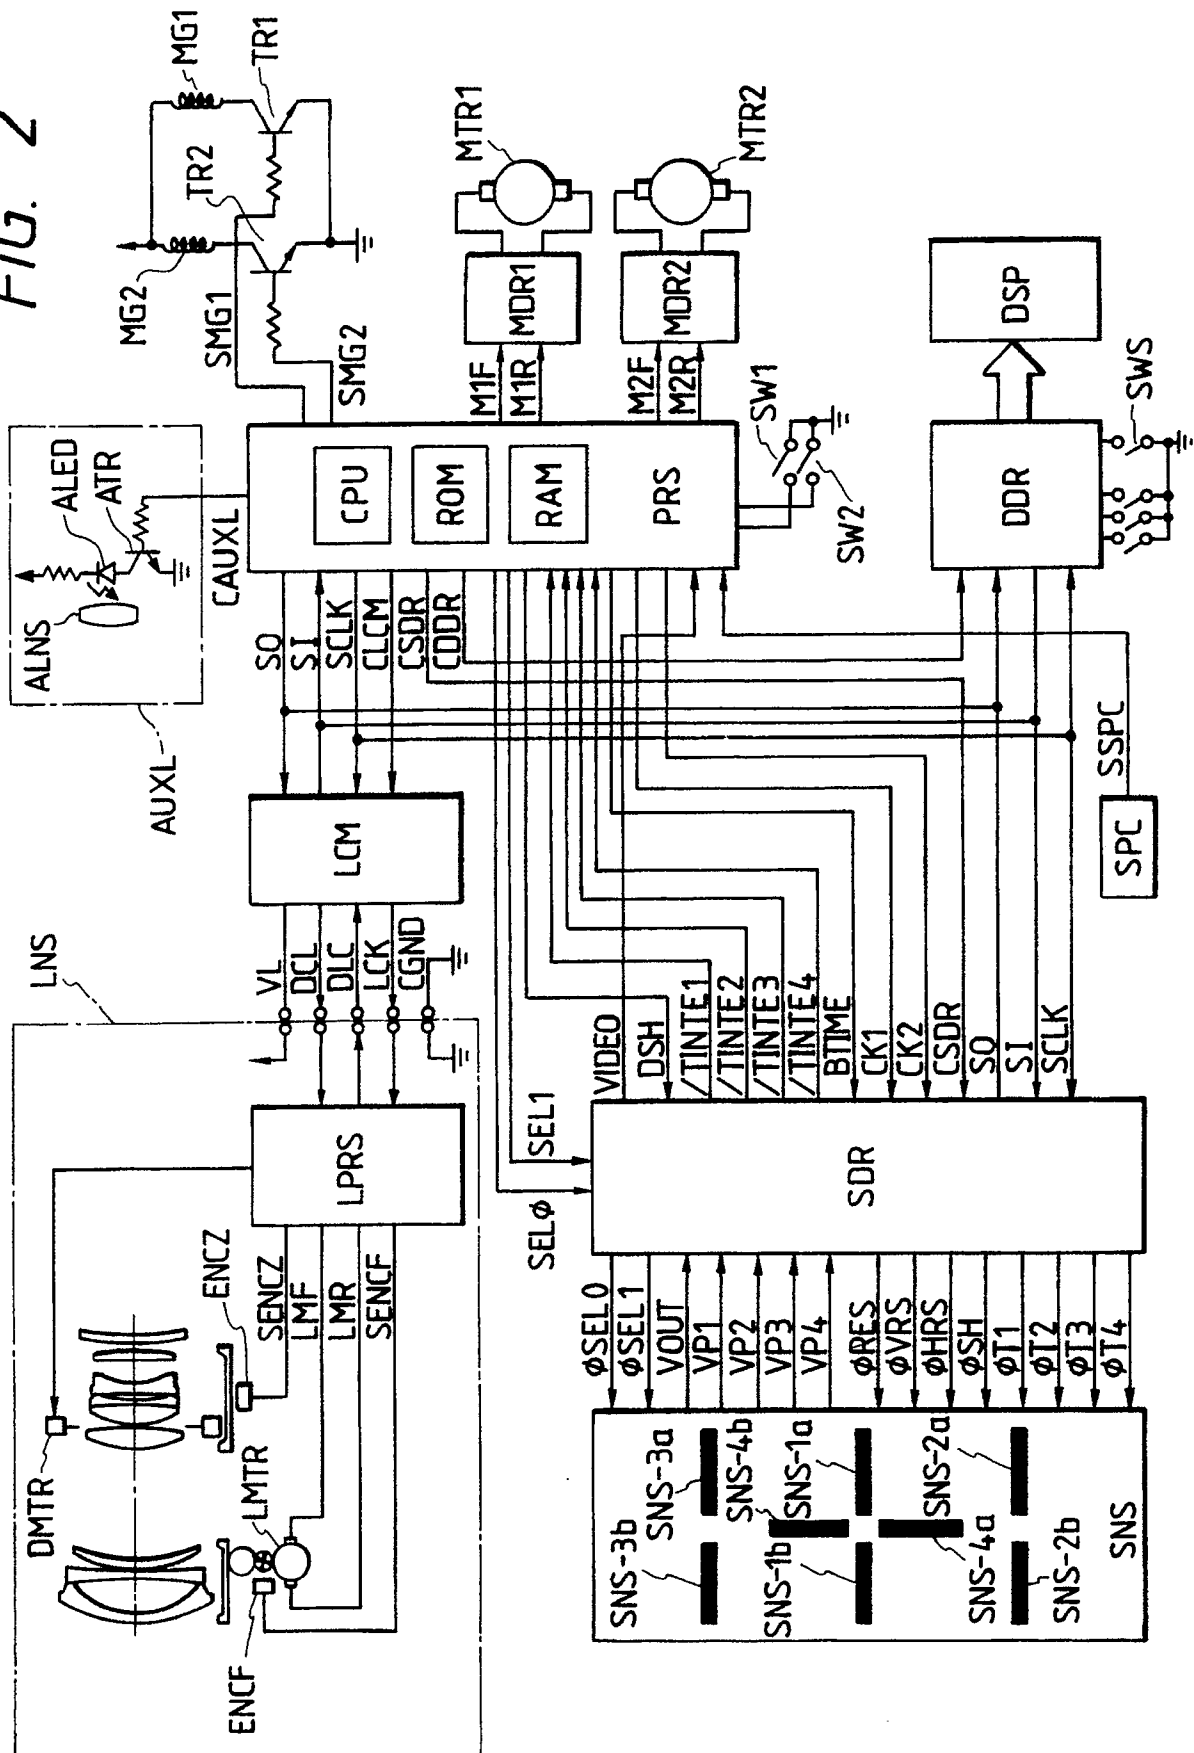 FIG. 2
MG1
TR1
TR2
MG2
SMG1
SMG2
MTR1
MTR2
MDR1
MDR2
M1F
M1R
M2F
M2R
SW1
SW2
DSP
DDR
SWS
CPU
ROM
RAM
PRS
ALED
ATR
ALNS
AUXL
CAUXL
SO
SI
SCLK
CLCM
CSDR
CDDR
LCM
LNS
VL
DCL
DLC
LCK
CGND
LPRS
DMTR
ENCZ
SENCZ
LMF
LMR
SENCF
LMTR
ENCF
SSPC
SPC
VIDEO
DSH
/TINTE1
/TINTE2
/TINTE3
/TINTE4
BTIME
CK1
CK2
CSDR
SO
SI
SCLK
SELφ
SEL1
SDR
φSEL0
φSEL1
VOUT
VP1
VP2
VP3
VP4
φRES
φVRS
φHRS
φSH
φT1
φT2
φT3
φT4
SNS-3b
SNS-3a
SNS-4b
SNS-1a
SNS-1b
SNS-2a
SNS-4a
SNS-2b
SNS